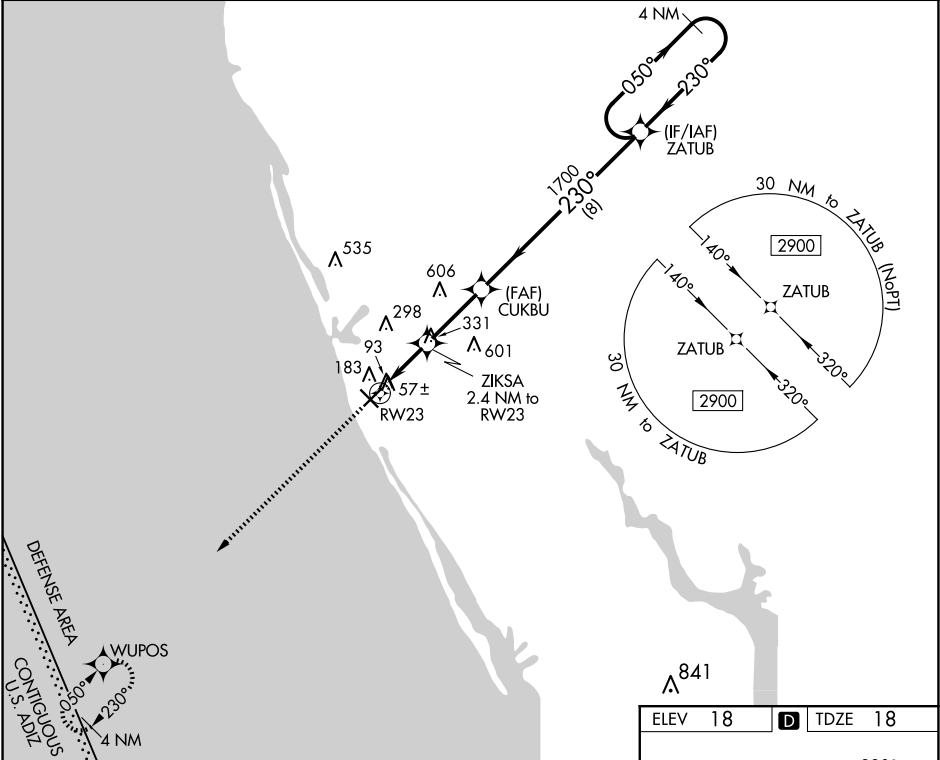 4 NM
050°
230°
(IF/IAF)
ZATUB
1700
230°
(8)
30 NM to ZATUB (NoPT)
2900
140°
ZATUB
320°
140°
ZATUB
320°
2900
30 NM to ZATUB
535
606
(FAF)
CUKBU
298
331
601
93
183
57±
ZIKSA
2.4 NM to
RW23
RW23
DEFENSE AREA
CONTIGUOUS
U.S. ADIZ
WUPOS
50°
230°
4 NM
841
ELEV 18
D
TDZE 18